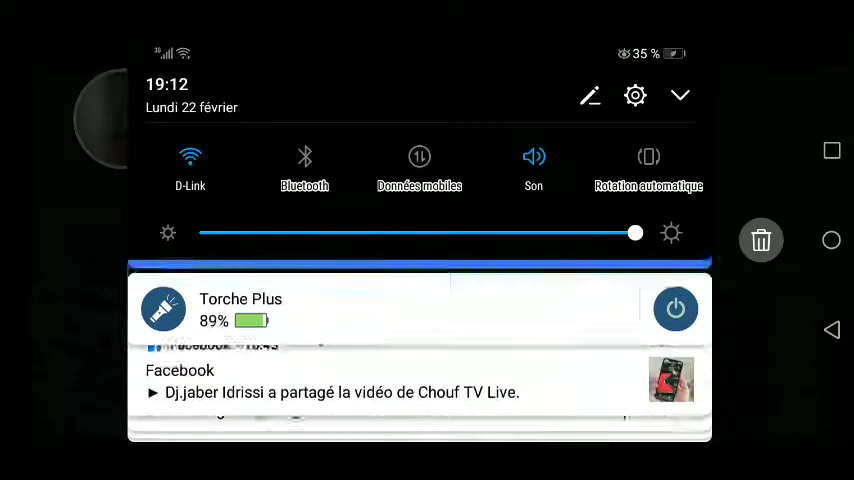 3G
35 %
19:12
Lundi 22 février
D-Link
Bluetooth
Données mobiles
Son
Rotation automatique
Torche Plus
89%
Facebook
► Dj.jaber Idrissi a partagé la vidéo de Chouf TV Live.